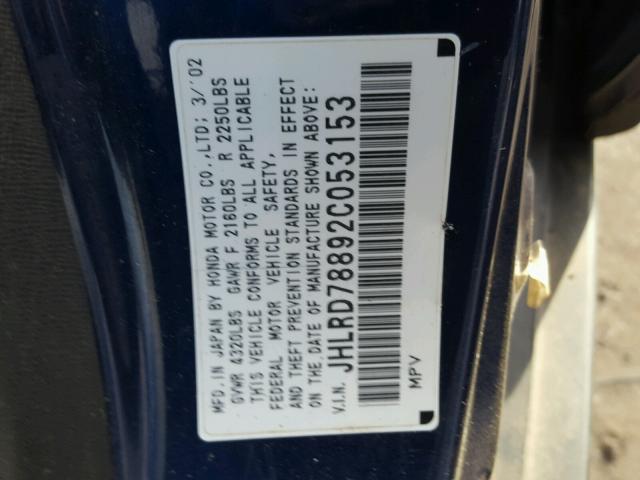 MFD. IN JAPAN BY HONDA MOTOR CO., LTD; 3/'02
GVWR 4320LBS GAWR F 2160LBS R 2250LBS
THIS VEHICLE CONFORMS TO ALL APPLICABLE
FEDERAL MOTOR VEHICLE SAFETY,
AND THEFT PREVENTION STANDARDS IN EFFECT
ON THE DATE OF MANUFACTURE SHOWN ABOVE:
V.I.N. JHLRD78892C053153
MPV